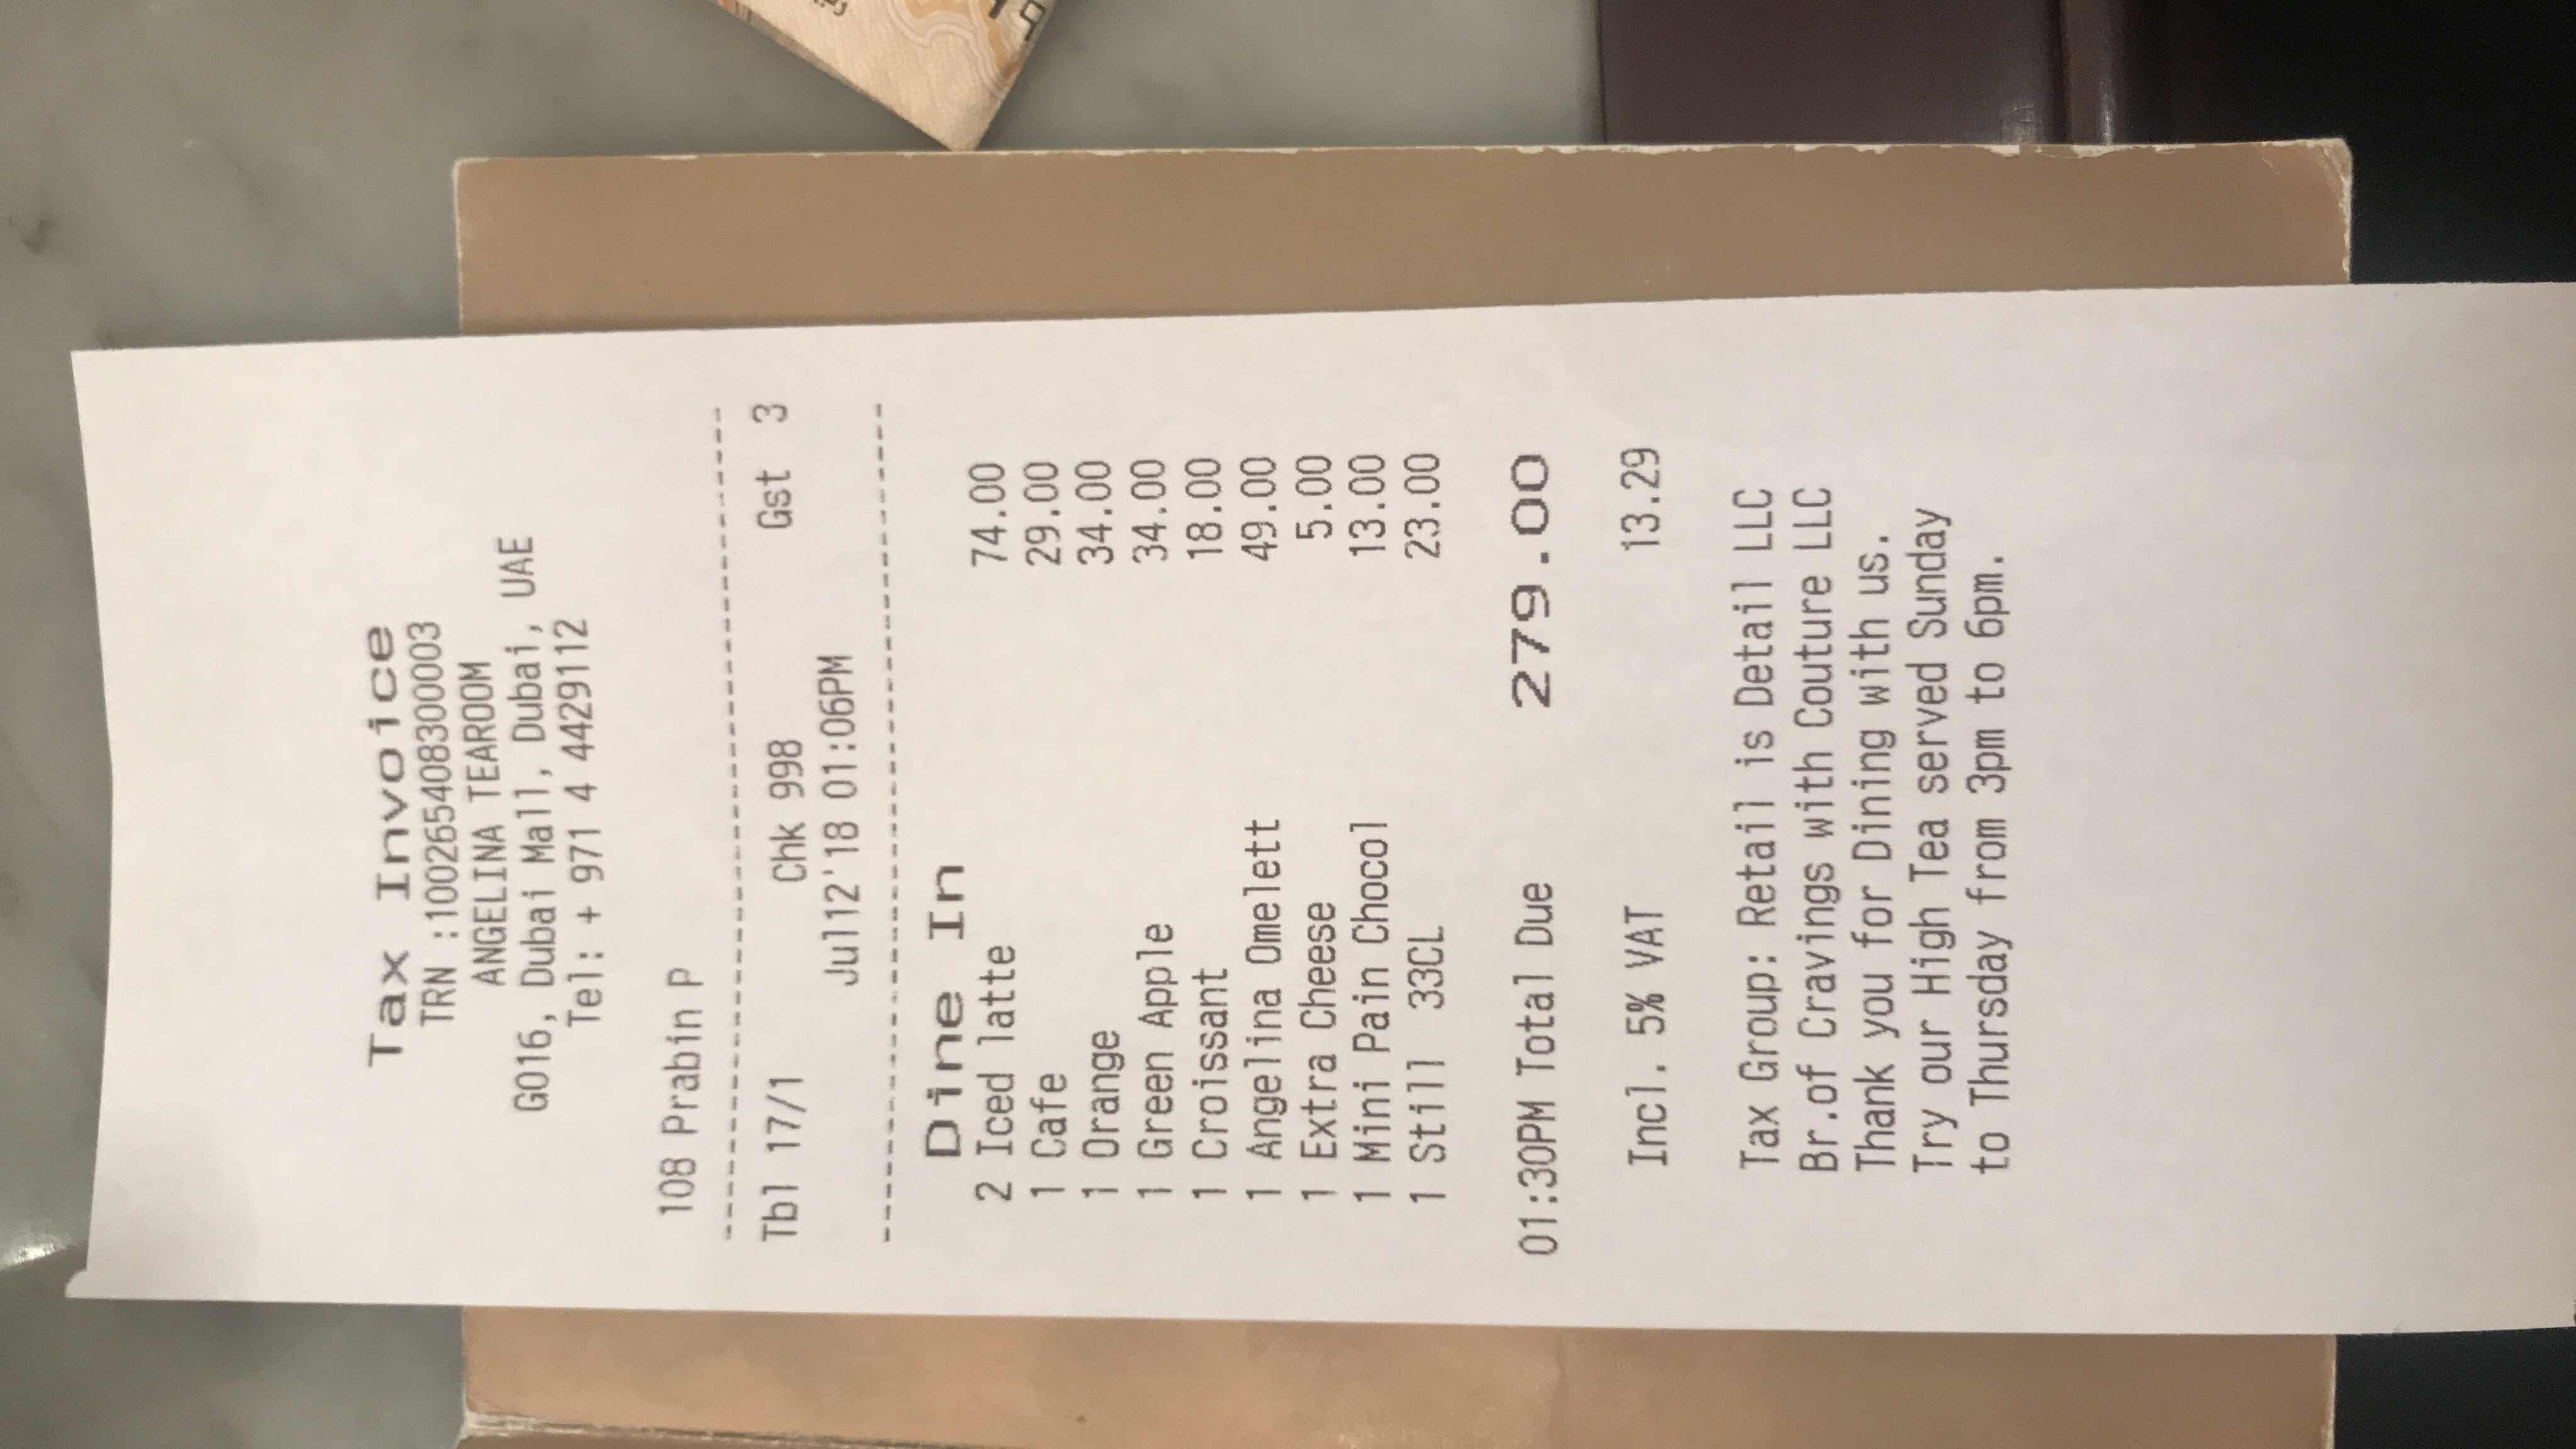 Tax Invoice
TRN :100265408300003
ANGELINA TEAROOM
G016, Dubai Mall, Dubai, UAE
Tel: + 971 4 4429112
108 Prabin P
Tbl 17/1 Chk 998 Gst 3
Jul12'18 01:06PM
Dine In
2 Iced latte 74.00
1 Cafe 29.00
1 Orange 34.00
1 Green Apple 34.00
1 Croissant 18.00
1 Angelina Omelett 49.00
1 Extra Cheese 5.00
1 Mini Pain Chocol 13.00
1 Still 33CL 23.00
01:30PM Total Due 279.00
Incl. 5% VAT 13.29
Tax Group: Retail is Detail LLC
Br.of Cravings with Couture LLC
Thank you for Dining with us.
Try our High Tea served Sunday
to Thursday from 3pm to 6pm.